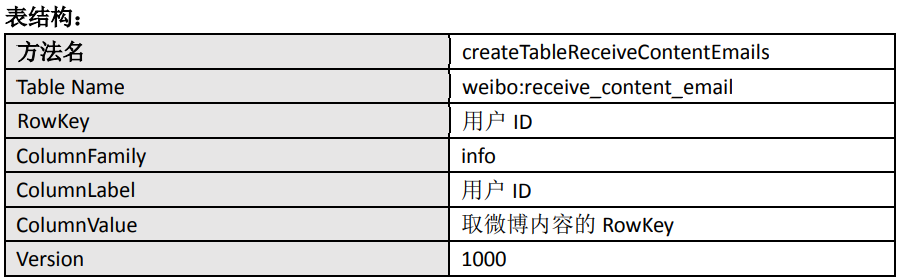 表结构：
方法名 createTableReceiveContentEmails
Table Name weibo:receive_content_email
RowKey 用户 ID
ColumnFamily info
ColumnLabel 用户 ID
ColumnValue 取微博内容的 RowKey
Version 1000